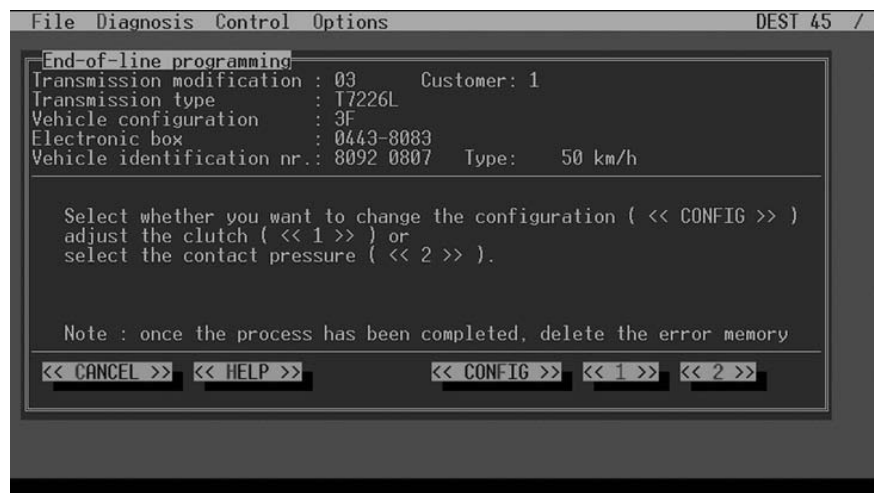 File Diagnosis Control Options DEST 45 /
End-of-line programming
Transmission modification : 03 Customer: 1
Transmission type : T7226L
Vehicle configuration : 3F
Electronic box : 0443-8083
Vehicle identification nr.: 8092 0807 Type: 50 km/h
Select whether you want to change the configuration ( << CONFIG >> )
adjust the clutch ( << 1 >> ) or
select the contact pressure ( << 2 >> ).
Note : once the process has been completed, delete the error memory
<< CANCEL >> << HELP >> << CONFIG >> << 1 >> << 2 >>